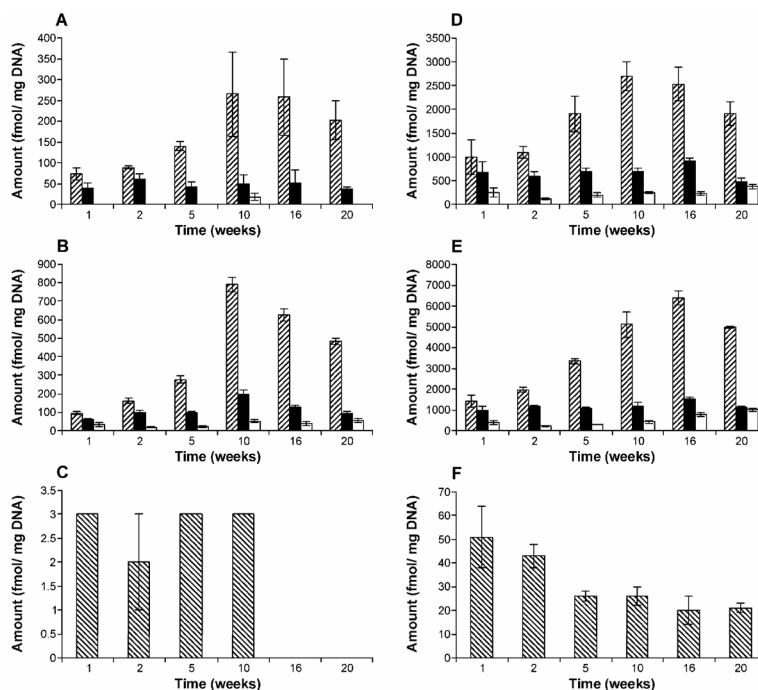 A
Amount (fmol/ mg DNA)
400
350
300
250
200
150
100
50
0
1 2 5 10 16 20
Time (weeks)
D
Amount (fmol/ mg DNA)
3500
3000
2500
2000
1500
1000
500
0
1 2 5 10 16 20
Time (weeks)
B
Amount (fmol/ mg DNA)
900
800
700
600
500
400
300
200
100
0
1 2 5 10 16 20
Time (weeks)
E
Amount (fmol/ mg DNA)
8000
7000
6000
5000
4000
3000
2000
1000
0
1 2 5 10 16 20
Time (weeks)
C
Amount (fmol/ mg DNA)
3.5
3
2.5
2
1.5
1
0.5
0
1 2 5 10 16 20
Time (weeks)
F
Amount (fmol/ mg DNA)
70
60
50
40
30
20
10
0
1 2 5 10 16 20
Time (weeks)